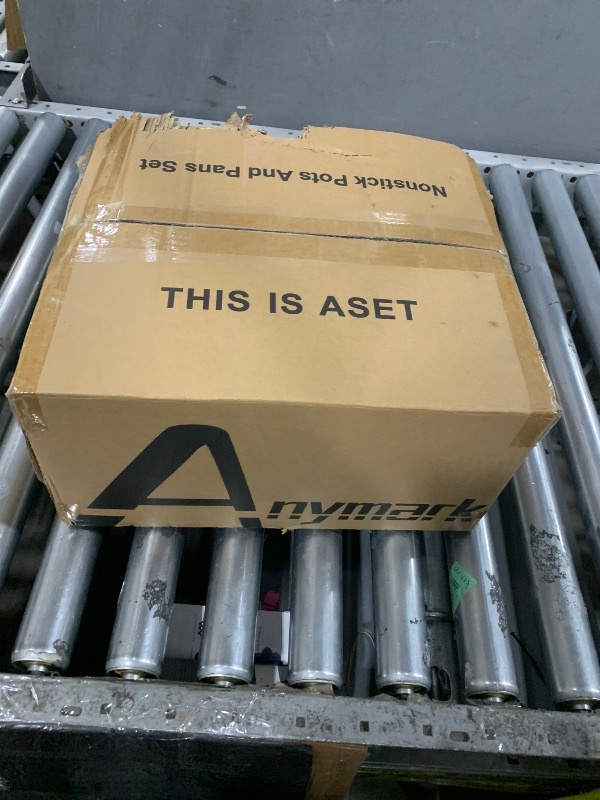 Nonstick Pots And Pans Set
THIS IS ASET
Anymark